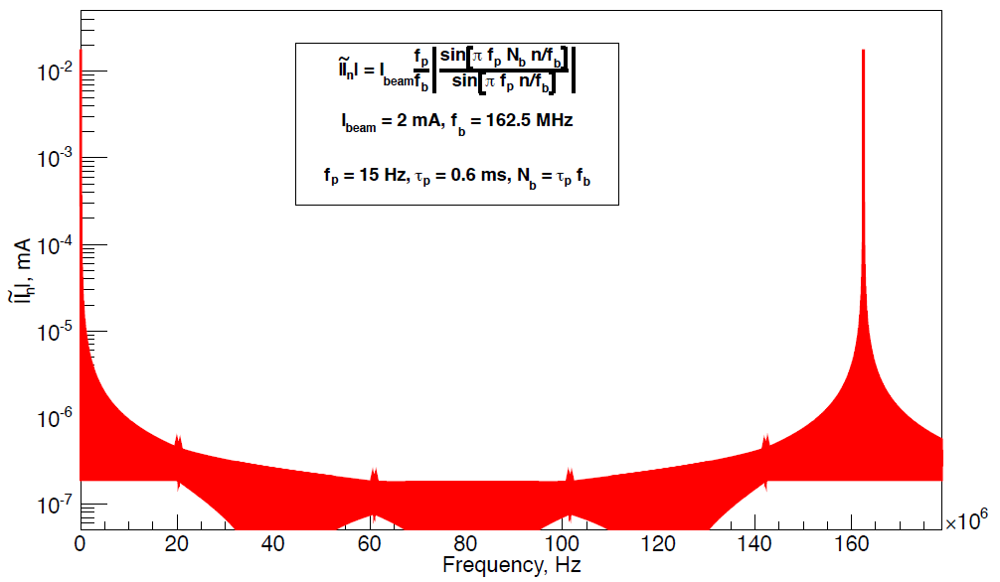 |Ĩn| = Ibeam fp/fb |sin[π fp Nb n/fb] / sin[π fp n/fb]|
Ibeam = 2 mA, fb = 162.5 MHz
fp = 15 Hz, τp = 0.6 ms, Nb = τp fb
|Ĩn|, mA
10-2
10-3
10-4
10-5
10-6
10-7
0 20 40 60 80 100 120 140 160 ×106
Frequency, Hz